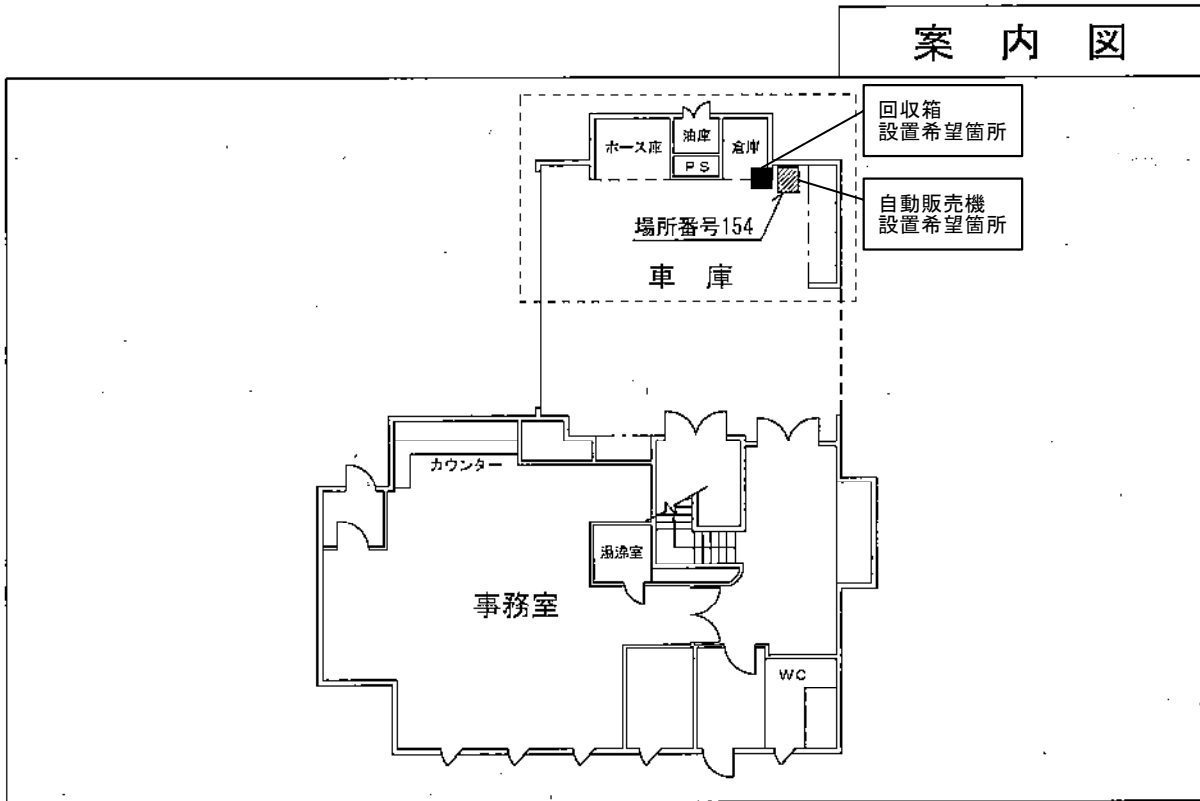 案内図
回収箱
設置希望箇所
油庫
ホース庫
倉庫
PS
自動販売機
設置希望箇所
場所番号154
車庫
カウンター
湯沸室
事務室
WC